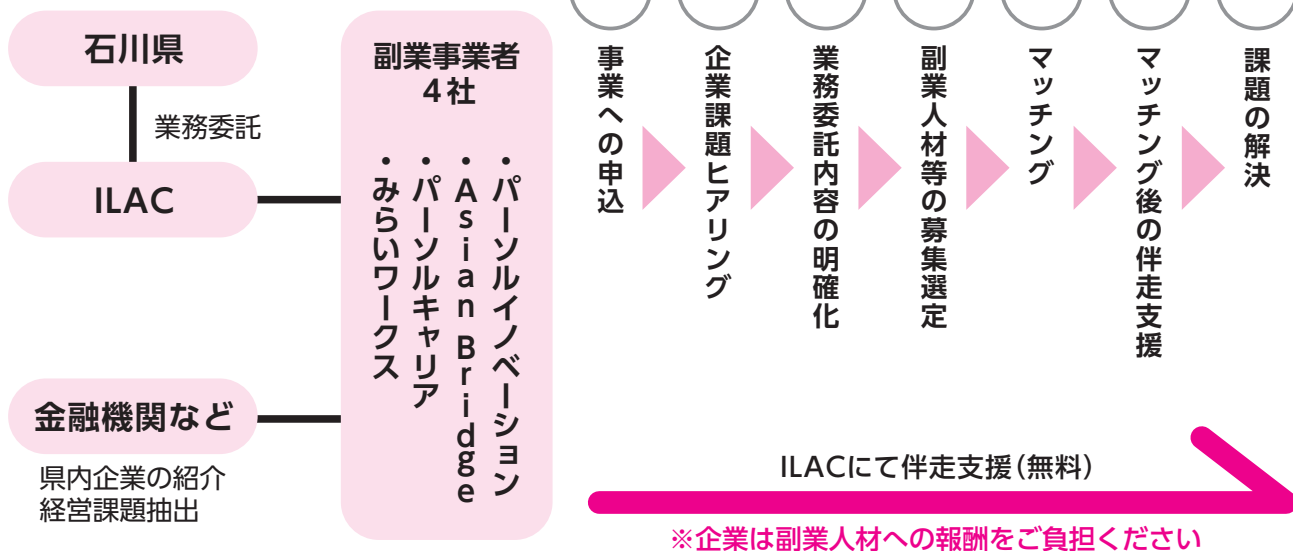 石川県
業務委託
ILAC
金融機関など
県内企業の紹介
経営課題抽出
副業事業者
4社
・パーソルイノベーション
・Asian Bridge
・パーソルキャリア
・みらいワークス
事業への申込
企業課題ヒアリング
業務委託内容の明確化
副業人材等の募集選定
マッチング
マッチング後の伴走支援
課題の解決
ILACにて伴走支援(無料)
※企業は副業人材への報酬をご負担ください